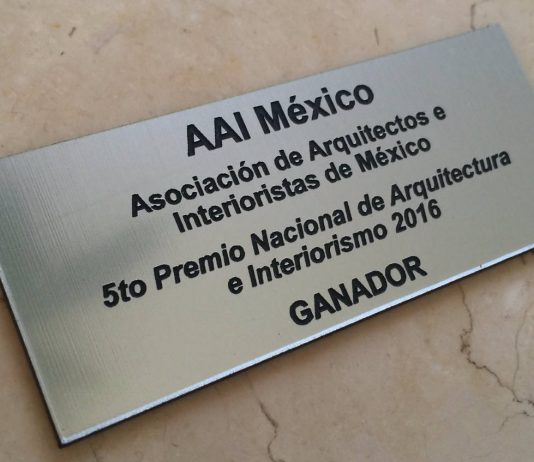 AAI México
Asociación de Arquitectos e
Interioristas de México
5to Premio Nacional de Arquitectura
e Interiorismo 2016
GANADOR